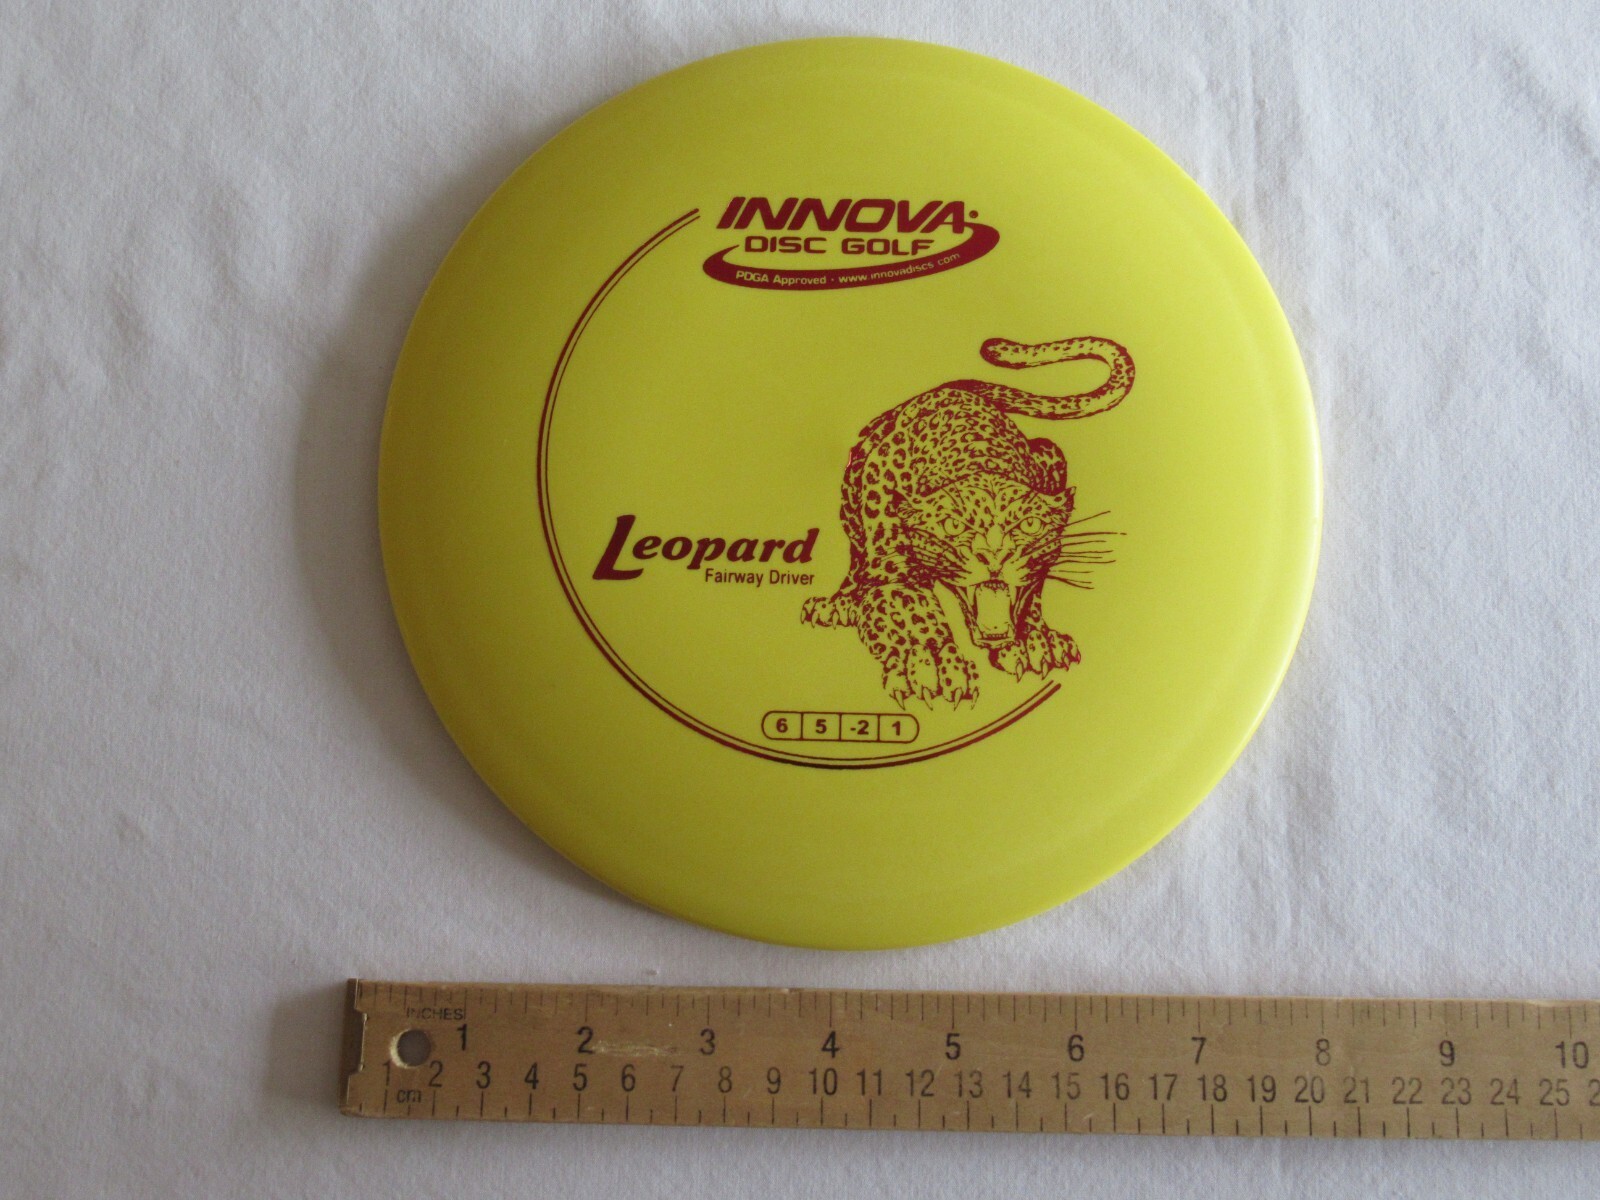 INNOVA
DISC GOLF
PDGA Approved · www.innovadiscs.com
Leopard
Fairway Driver
6 5 -2 1
INCHES
1 2 3 4 5 6 7 8 9 10
1 2 3 4 5 6 7 8 9 10 11 12 13 14 15 16 17 18 19 20 21 22 23 24 25
cm